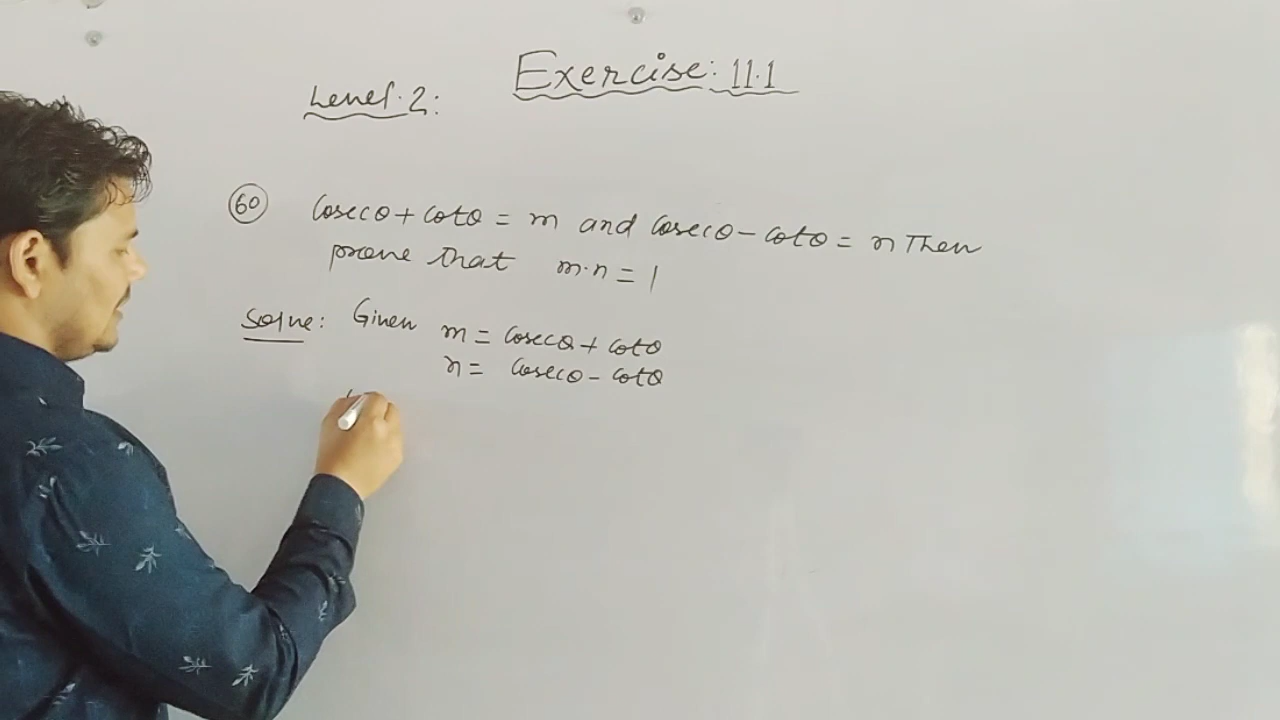 Exercise: 11.1
Level.2:
60 Cosecθ + Cotθ = m and Cosecθ - Cotθ = n Then
prove that m.n = 1
Solve: Given m = Cosecθ + Cotθ
n = Cosecθ - Cotθ